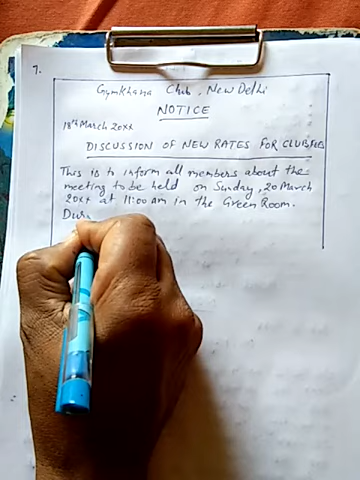 7.
Gymkhana Club, New Delhi
NOTICE
18th March 20xx
DISCUSSION OF NEW RATES FOR CLUB FEE
This is to inform all members about the
meeting to be held on Sunday, 20 March
20xx at 11:00 am in the Green Room.